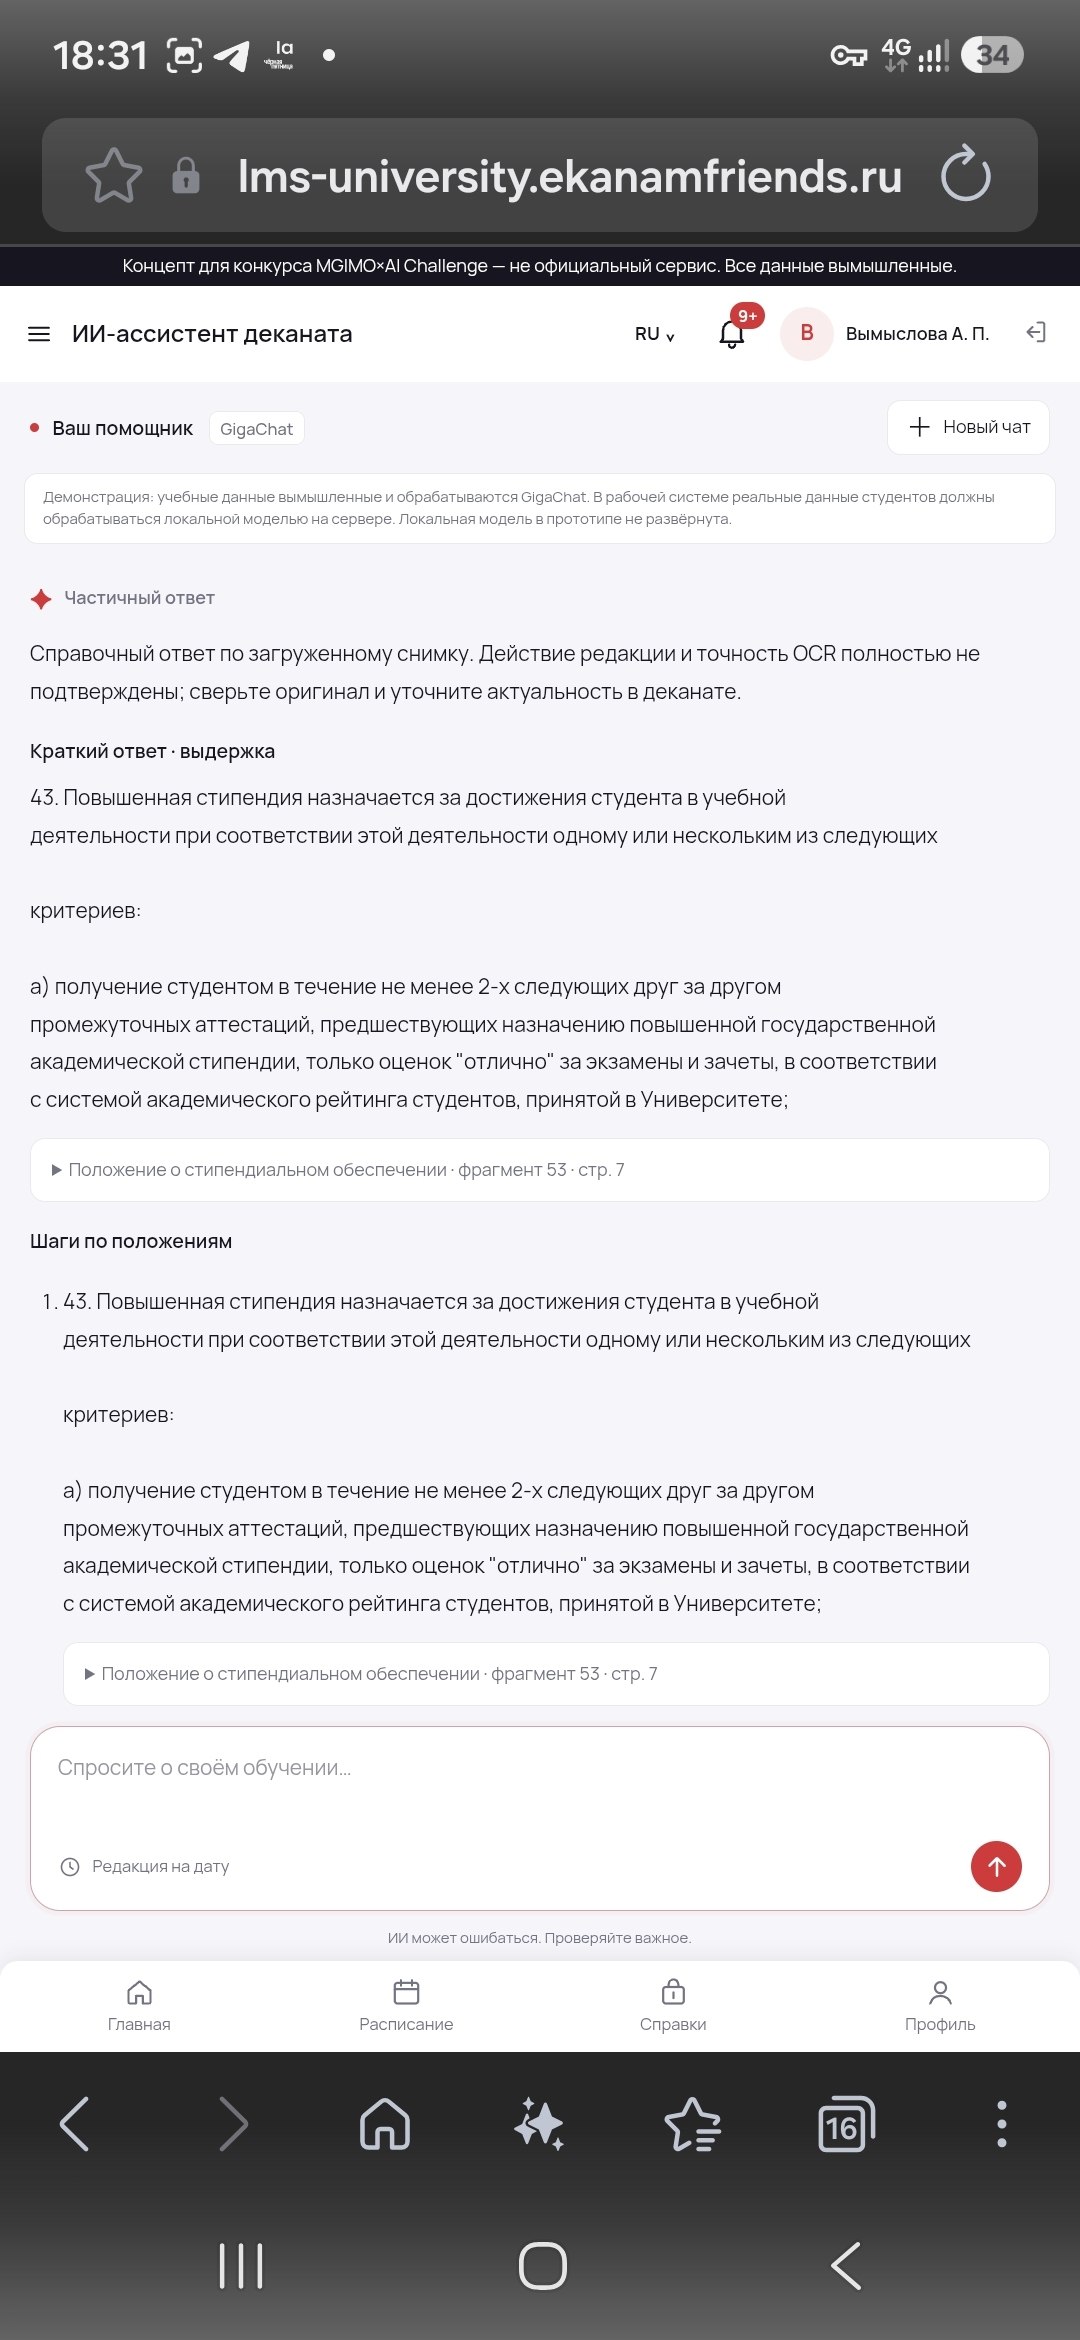 18:31
la
чёрная
пятница
4G
34
lms-university.ekanamfriends.ru
Концепт для конкурса MGIMO×AI Challenge — не официальный сервис. Все данные вымышленные.
ИИ-ассистент деканата
RU
9+
В
Вымыслова А. П.
Ваш помощник
GigaChat
Новый чат
Демонстрация: учебные данные вымышленные и обрабатываются GigaChat. В рабочей системе реальные данные студентов должны
обрабатываться локальной моделью на сервере. Локальная модель в прототипе не развёрнута.
Частичный ответ
Справочный ответ по загруженному снимку. Действие редакции и точность OCR полностью не
подтверждены; сверьте оригинал и уточните актуальность в деканате.
Краткий ответ · выдержка
43. Повышенная стипендия назначается за достижения студента в учебной
деятельности при соответствии этой деятельности одному или нескольким из следующих
критериев:
а) получение студентом в течение не менее 2-х следующих друг за другом
промежуточных аттестаций, предшествующих назначению повышенной государственной
академической стипендии, только оценок "отлично" за экзамены и зачеты, в соответствии
с системой академического рейтинга студентов, принятой в Университете;
Положение о стипендиальном обеспечении · фрагмент 53 · стр. 7
Шаги по положениям
1. 43. Повышенная стипендия назначается за достижения студента в учебной
деятельности при соответствии этой деятельности одному или нескольким из следующих
критериев:
а) получение студентом в течение не менее 2-х следующих друг за другом
промежуточных аттестаций, предшествующих назначению повышенной государственной
академической стипендии, только оценок "отлично" за экзамены и зачеты, в соответствии
с системой академического рейтинга студентов, принятой в Университете;
Положение о стипендиальном обеспечении · фрагмент 53 · стр. 7
Спросите о своём обучении…
Редакция на дату
ИИ может ошибаться. Проверяйте важное.
Главная
Расписание
Справки
Профиль
16